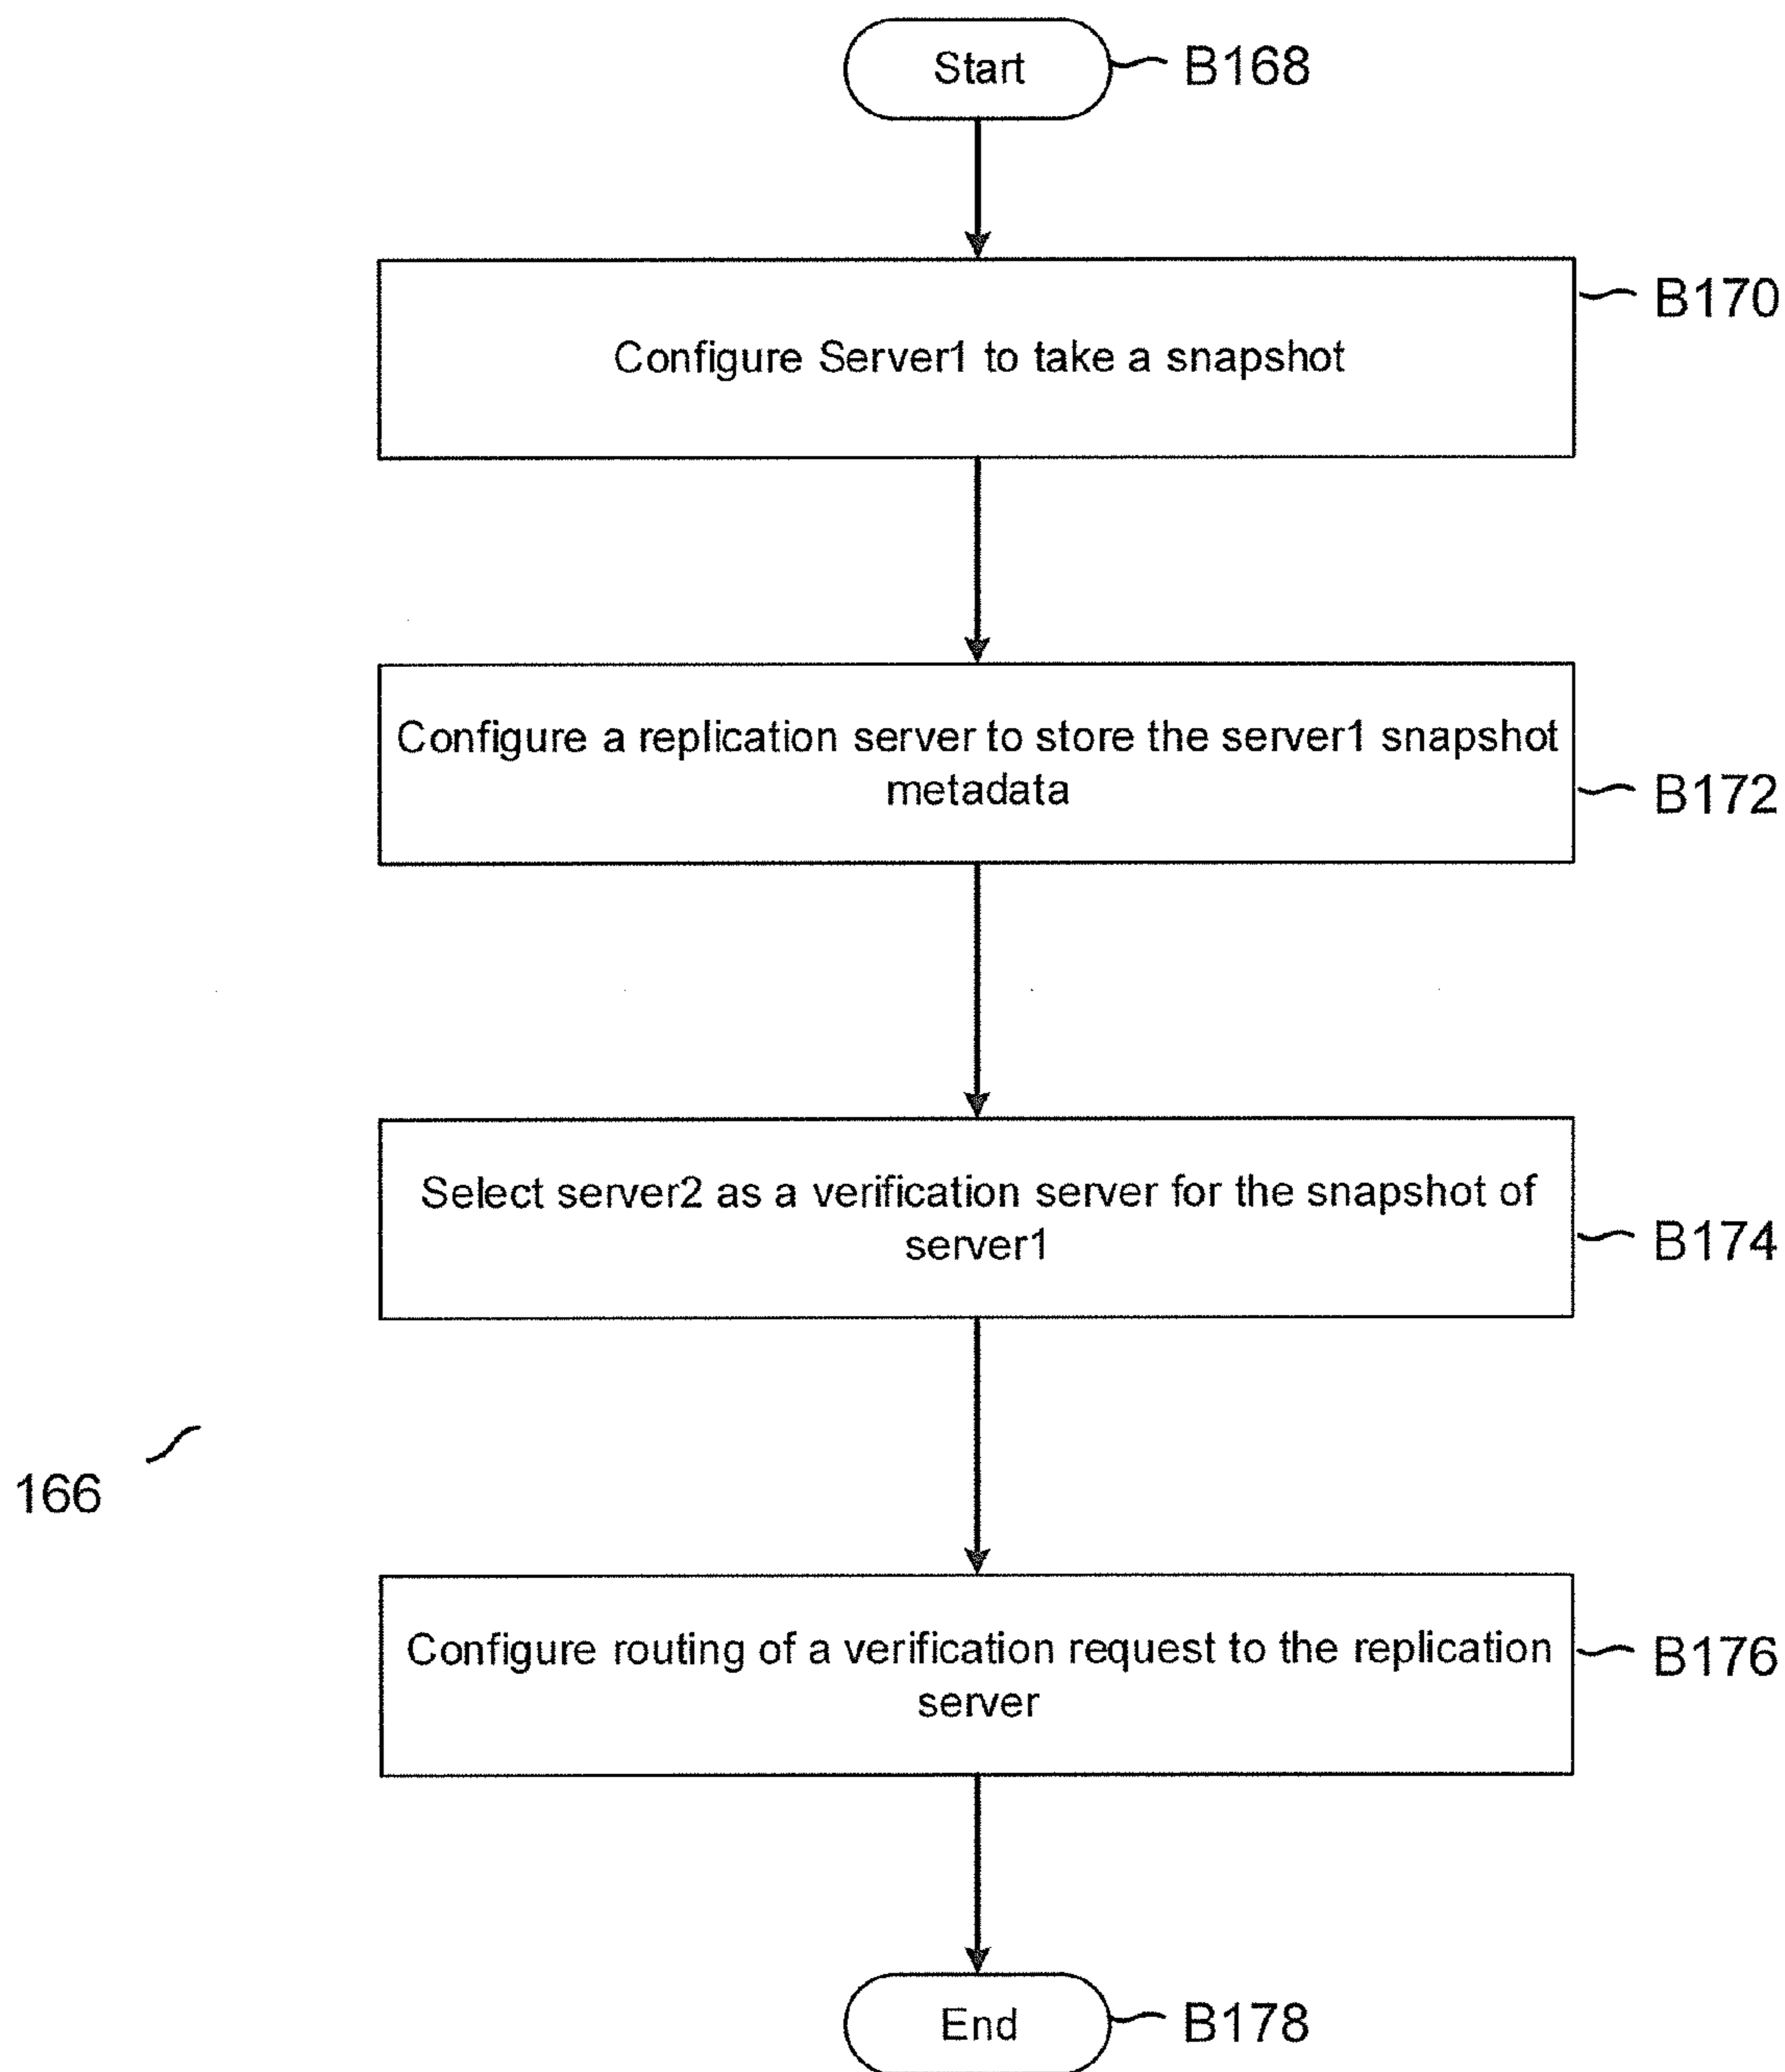 Start
B168
Configure Server1 to take a snapshot
B170
Configure a replication server to store the server1 snapshot
metadata
B172
Select server2 as a verification server for the snapshot of
server1
B174
166
Configure routing of a verification request to the replication
server
B176
End
B178